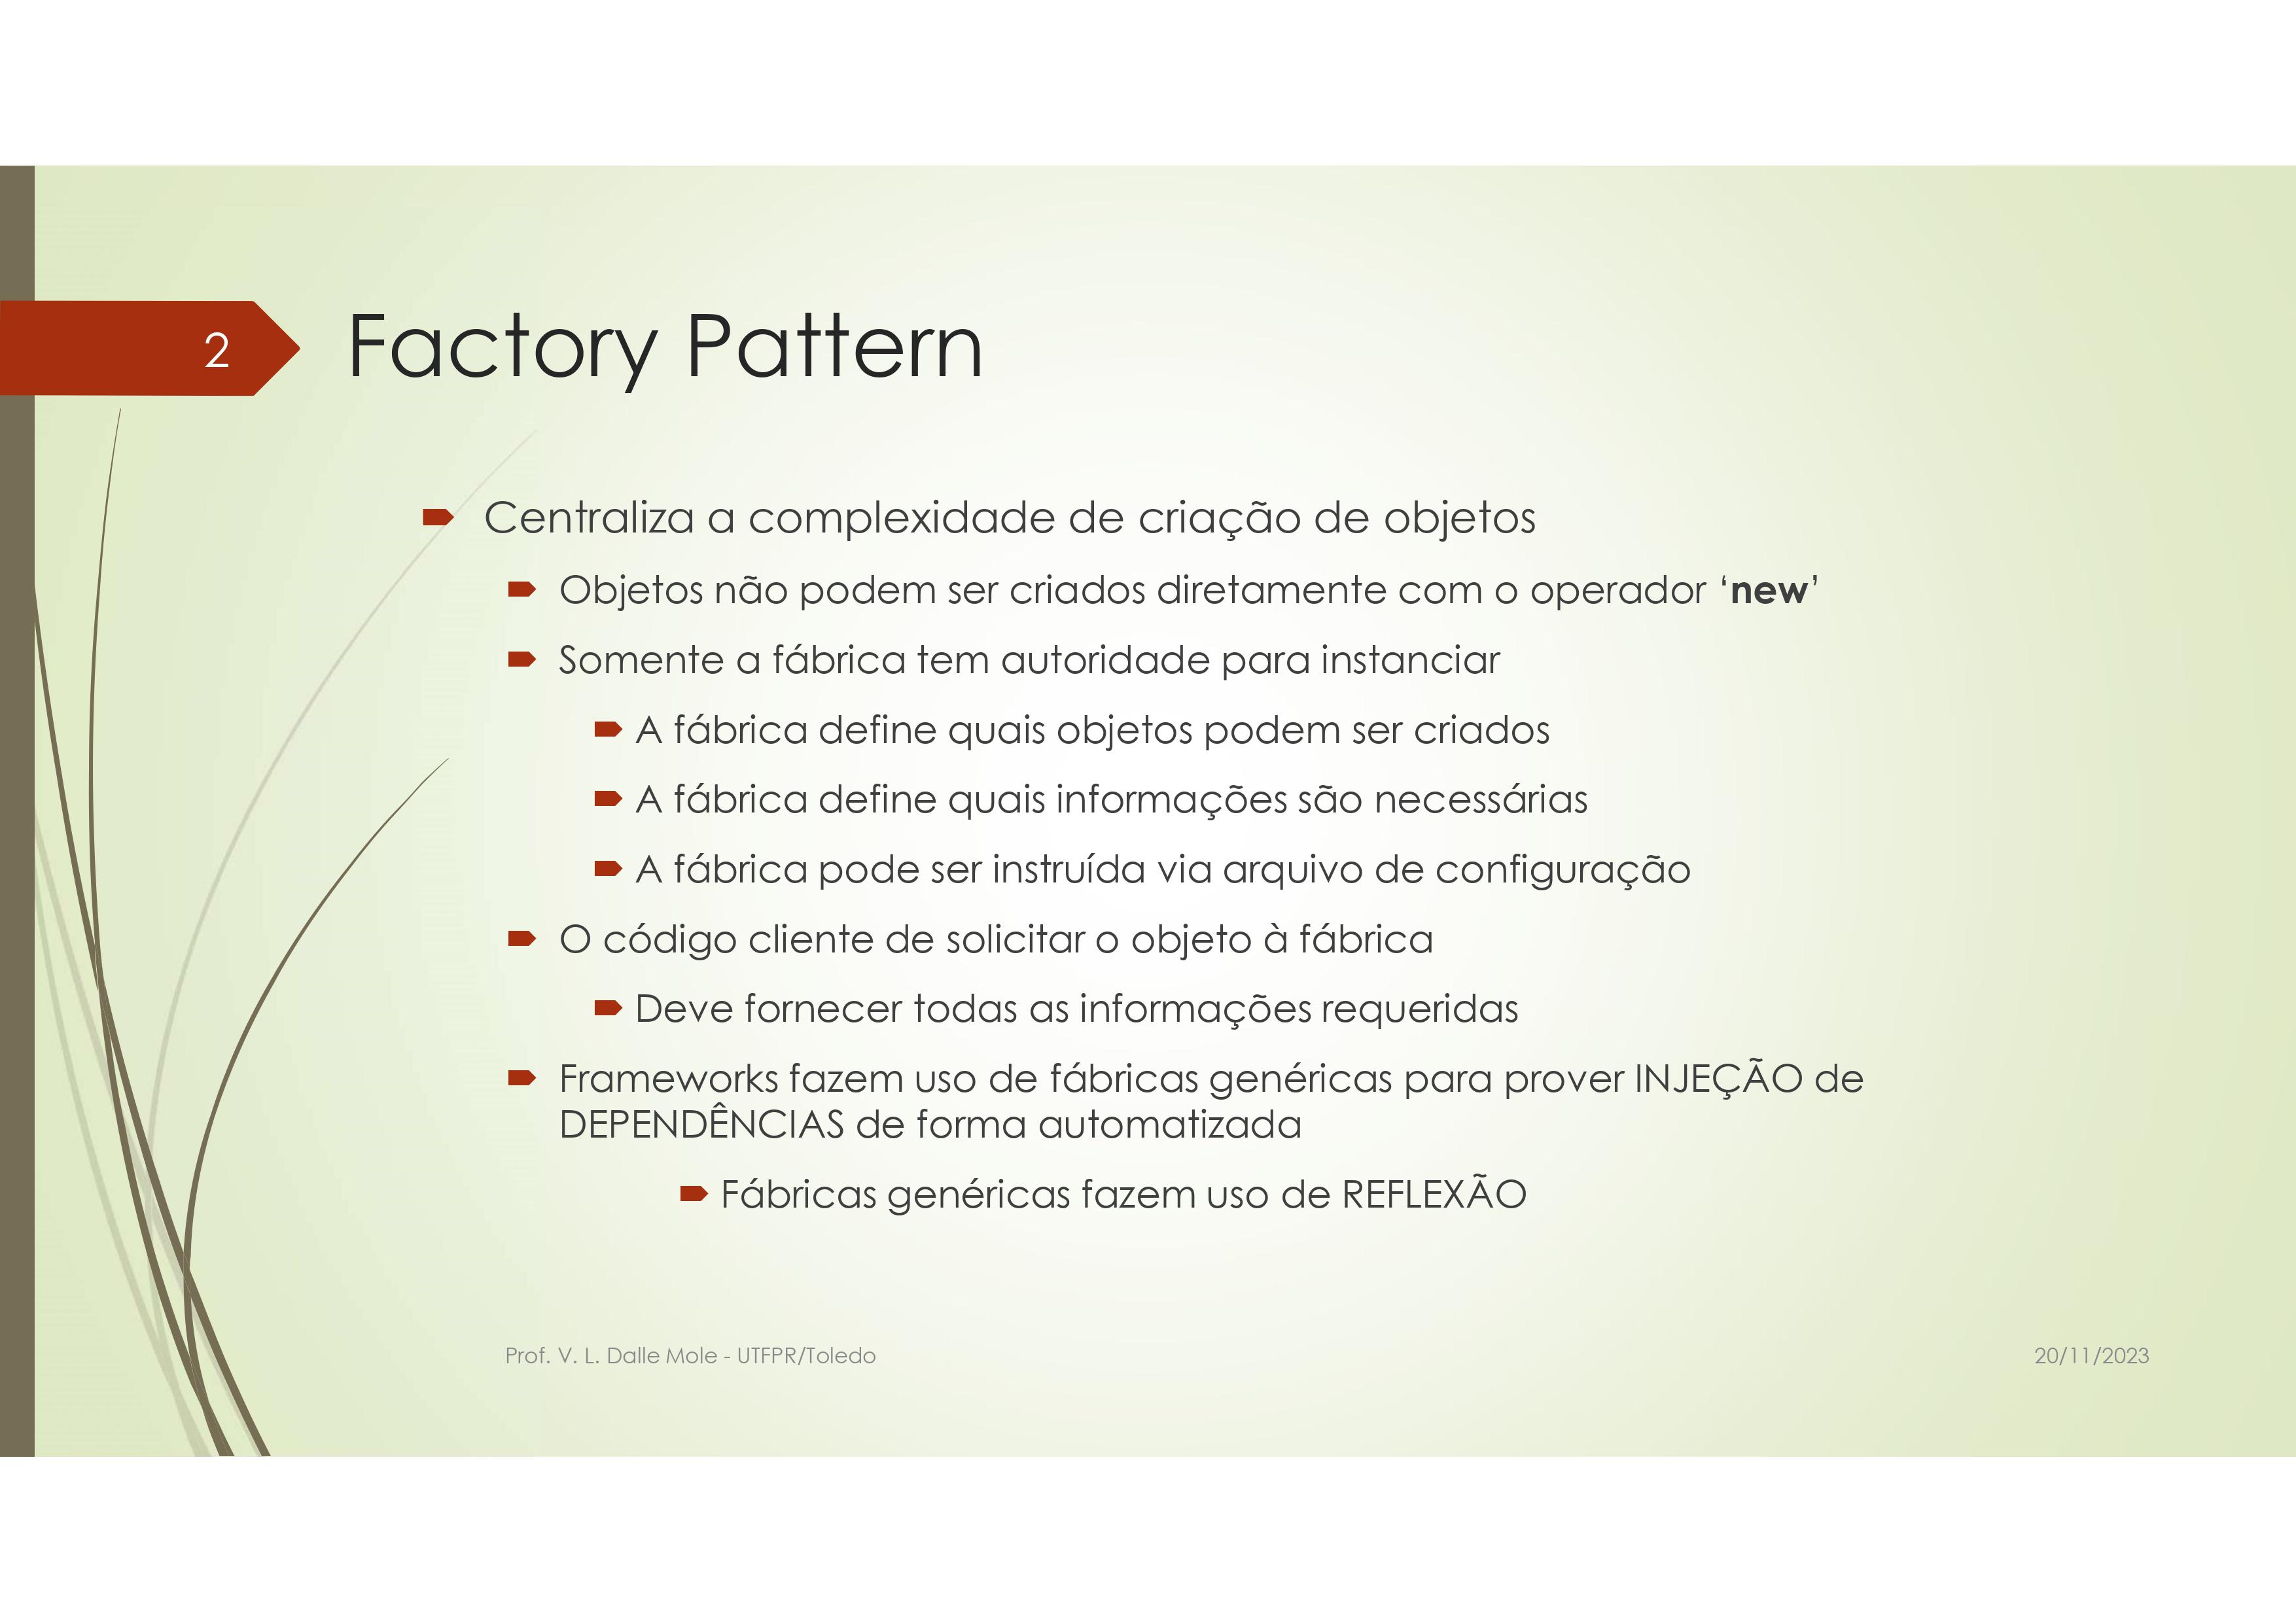 2
Factory Pattern
Centraliza a complexidade de criação de objetos
Objetos não podem ser criados diretamente com o operador ‘new’
Somente a fábrica tem autoridade para instanciar
A fábrica define quais objetos podem ser criados
A fábrica define quais informações são necessárias
A fábrica pode ser instruída via arquivo de configuração
O código cliente de solicitar o objeto à fábrica
Deve fornecer todas as informações requeridas
Frameworks fazem uso de fábricas genéricas para prover INJEÇÃO de
DEPENDÊNCIAS de forma automatizada
Fábricas genéricas fazem uso de REFLEXÃO
Prof. V. L. Dalle Mole - UTFPR/Toledo
20/11/2023